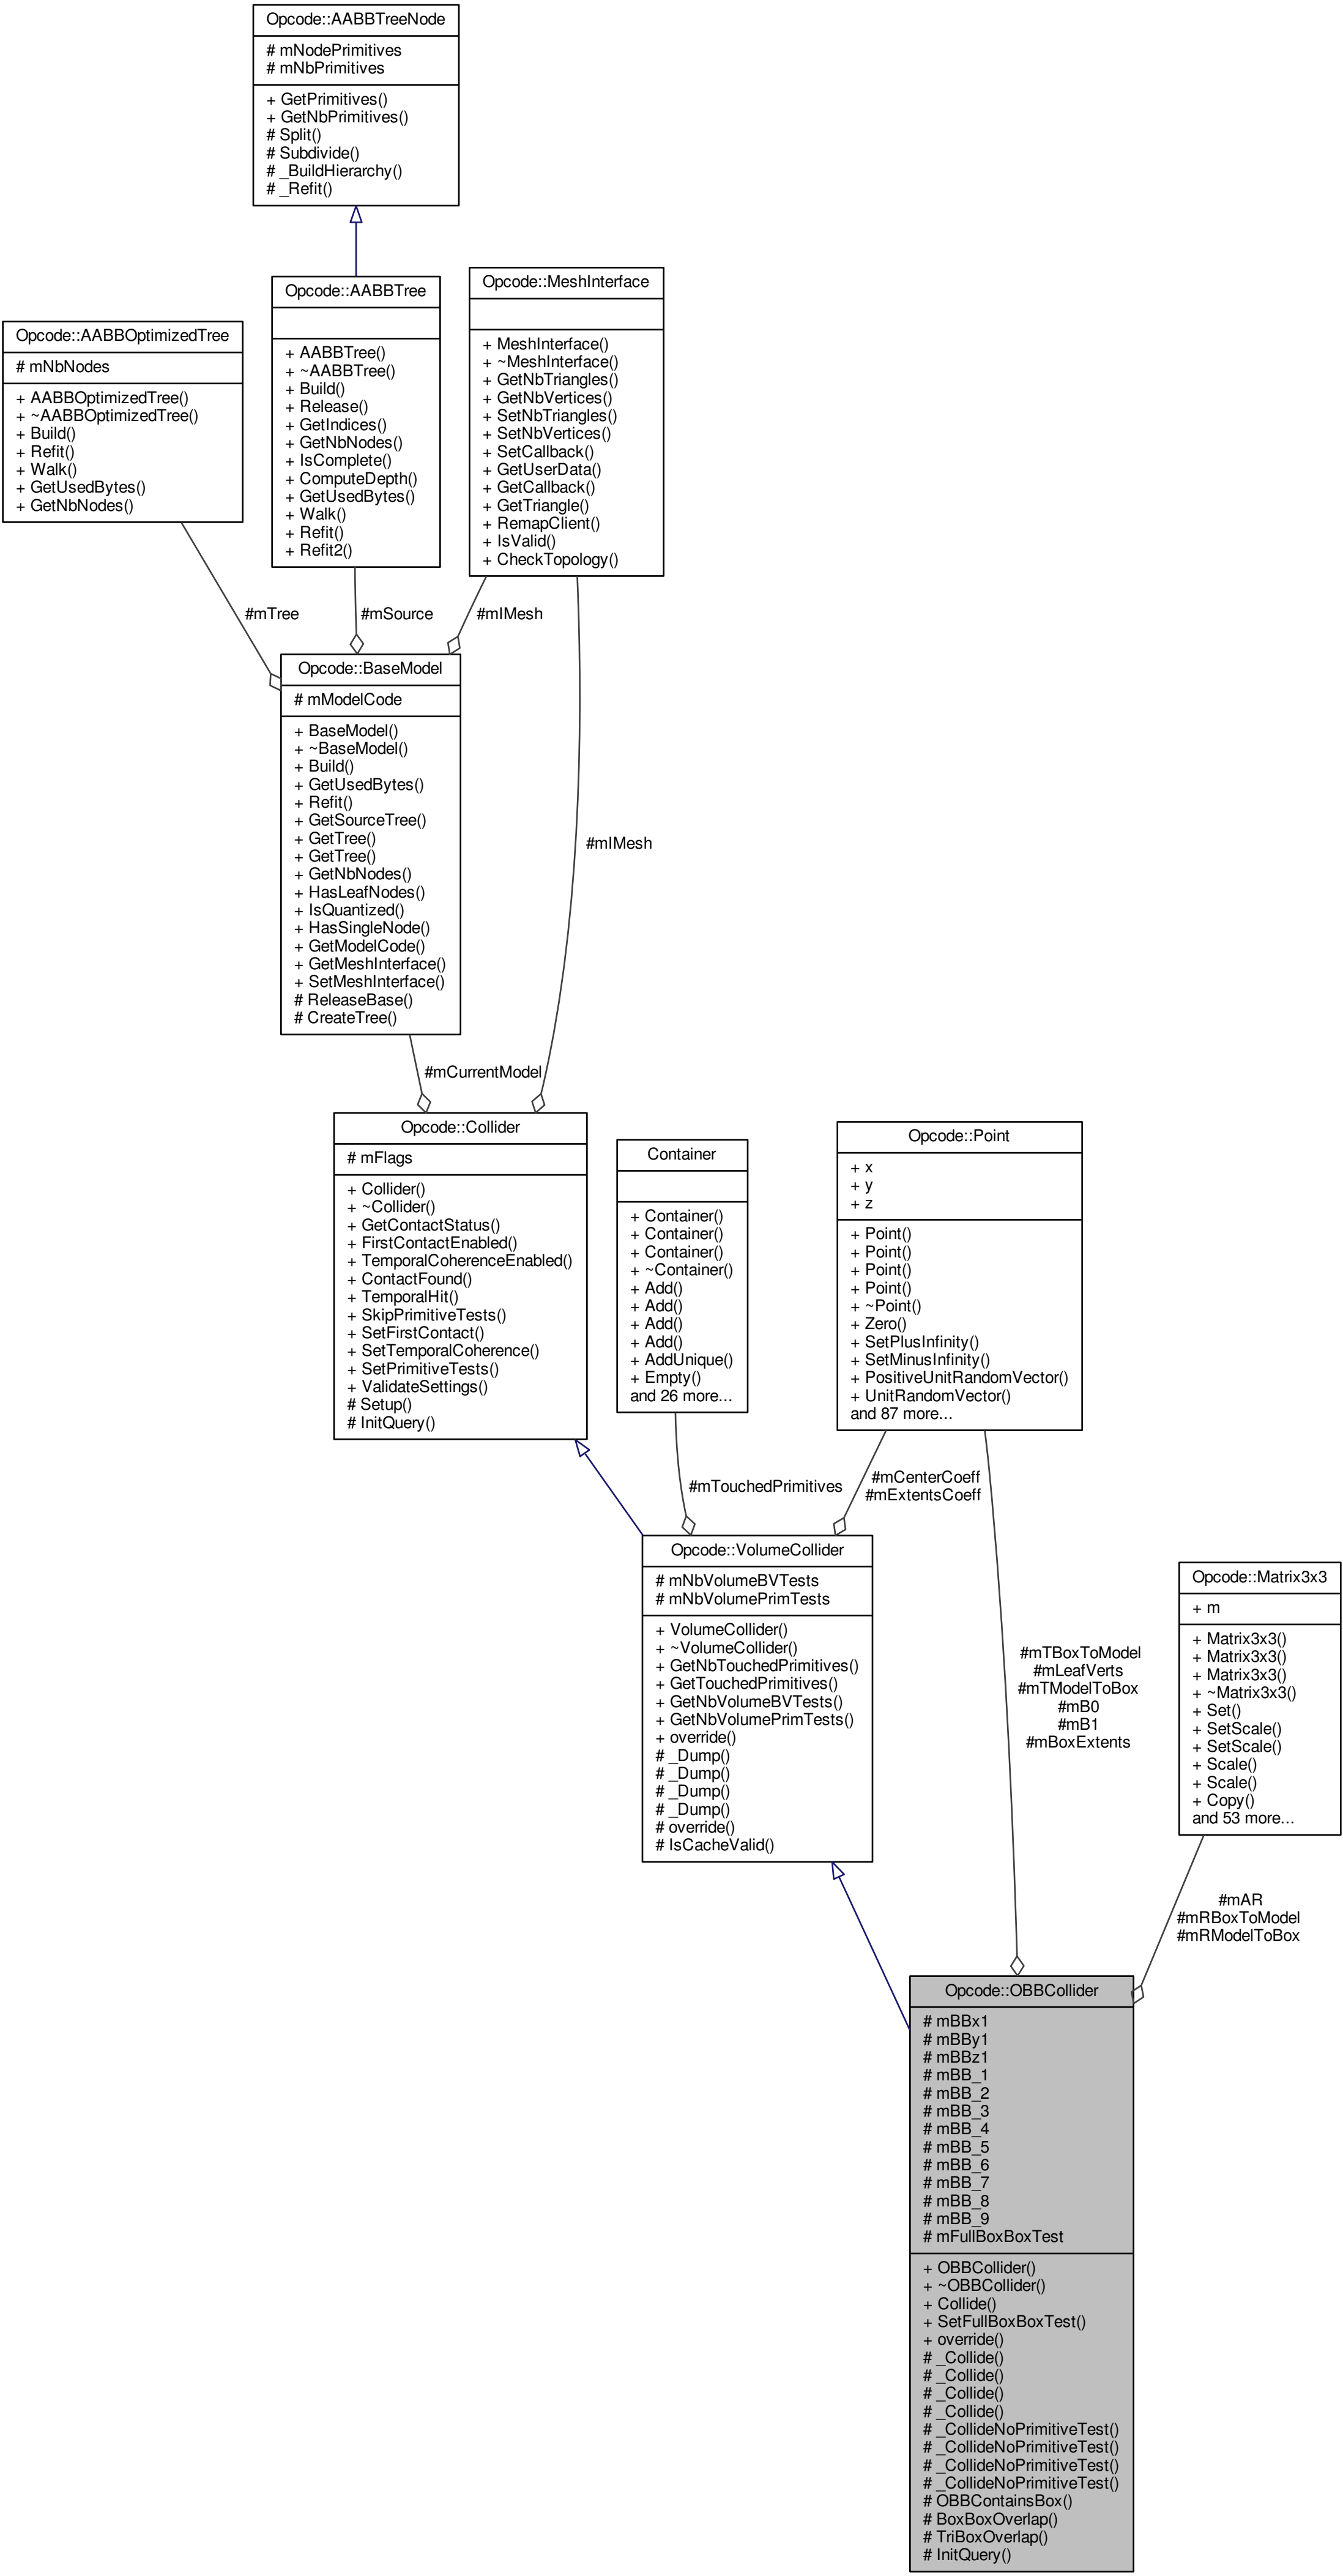 Opcode::AABBTreeNode
# mNodePrimitives
# mNbPrimitives
+ GetPrimitives()
+ GetNbPrimitives()
# Split()
# Subdivide()
# _BuildHierarchy()
# _Refit()
Opcode::AABBOptimizedTree
# mNbNodes
+ AABBOptimizedTree()
+ ~AABBOptimizedTree()
+ Build()
+ Refit()
+ Walk()
+ GetUsedBytes()
+ GetNbNodes()
Opcode::AABBTree
+ AABBTree()
+ ~AABBTree()
+ Build()
+ Release()
+ GetIndices()
+ GetNbNodes()
+ IsComplete()
+ ComputeDepth()
+ GetUsedBytes()
+ Walk()
+ Refit()
+ Refit2()
Opcode::MeshInterface
+ MeshInterface()
+ ~MeshInterface()
+ GetNbTriangles()
+ GetNbVertices()
+ SetNbTriangles()
+ SetNbVertices()
+ SetCallback()
+ GetUserData()
+ GetCallback()
+ GetTriangle()
+ RemapClient()
+ IsValid()
+ CheckTopology()
#mTree
#mSource
#mIMesh
Opcode::BaseModel
# mModelCode
+ BaseModel()
+ ~BaseModel()
+ Build()
+ GetUsedBytes()
+ Refit()
+ GetSourceTree()
+ GetTree()
+ GetTree()
+ GetNbNodes()
+ HasLeafNodes()
+ IsQuantized()
+ HasSingleNode()
+ GetModelCode()
+ GetMeshInterface()
+ SetMeshInterface()
# ReleaseBase()
# CreateTree()
#mIMesh
#mCurrentModel
Opcode::Collider
# mFlags
+ Collider()
+ ~Collider()
+ GetContactStatus()
+ FirstContactEnabled()
+ TemporalCoherenceEnabled()
+ ContactFound()
+ TemporalHit()
+ SkipPrimitiveTests()
+ SetFirstContact()
+ SetTemporalCoherence()
+ SetPrimitiveTests()
+ ValidateSettings()
# Setup()
# InitQuery()
Container
+ Container()
+ Container()
+ Container()
+ ~Container()
+ Add()
+ Add()
+ Add()
+ Add()
+ AddUnique()
+ Empty()
and 26 more...
Opcode::Point
+ x
+ y
+ z
+ Point()
+ Point()
+ Point()
+ Point()
+ ~Point()
+ Zero()
+ SetPlusInfinity()
+ SetMinusInfinity()
+ PositiveUnitRandomVector()
+ UnitRandomVector()
and 87 more...
#mTouchedPrimitives
#mCenterCoeff
#mExtentsCoeff
Opcode::VolumeCollider
# mNbVolumeBVTests
# mNbVolumePrimTests
+ VolumeCollider()
+ ~VolumeCollider()
+ GetNbTouchedPrimitives()
+ GetTouchedPrimitives()
+ GetNbVolumeBVTests()
+ GetNbVolumePrimTests()
+ override()
# _Dump()
# _Dump()
# _Dump()
# _Dump()
# override()
# IsCacheValid()
#mTBoxToModel
#mLeafVerts
#mTModelToBox
#mB0
#mB1
#mBoxExtents
Opcode::Matrix3x3
+ m
+ Matrix3x3()
+ Matrix3x3()
+ Matrix3x3()
+ ~Matrix3x3()
+ Set()
+ SetScale()
+ SetScale()
+ Scale()
+ Scale()
+ Copy()
and 53 more...
#mAR
#mRBoxToModel
#mRModelToBox
Opcode::OBBCollider
# mBBx1
# mBBy1
# mBBz1
# mBB_1
# mBB_2
# mBB_3
# mBB_4
# mBB_5
# mBB_6
# mBB_7
# mBB_8
# mBB_9
# mFullBoxBoxTest
+ OBBCollider()
+ ~OBBCollider()
+ Collide()
+ SetFullBoxBoxTest()
+ override()
# _Collide()
# _Collide()
# _Collide()
# _Collide()
# _CollideNoPrimitiveTest()
# _CollideNoPrimitiveTest()
# _CollideNoPrimitiveTest()
# _CollideNoPrimitiveTest()
# OBBContainsBox()
# BoxBoxOverlap()
# TriBoxOverlap()
# InitQuery()